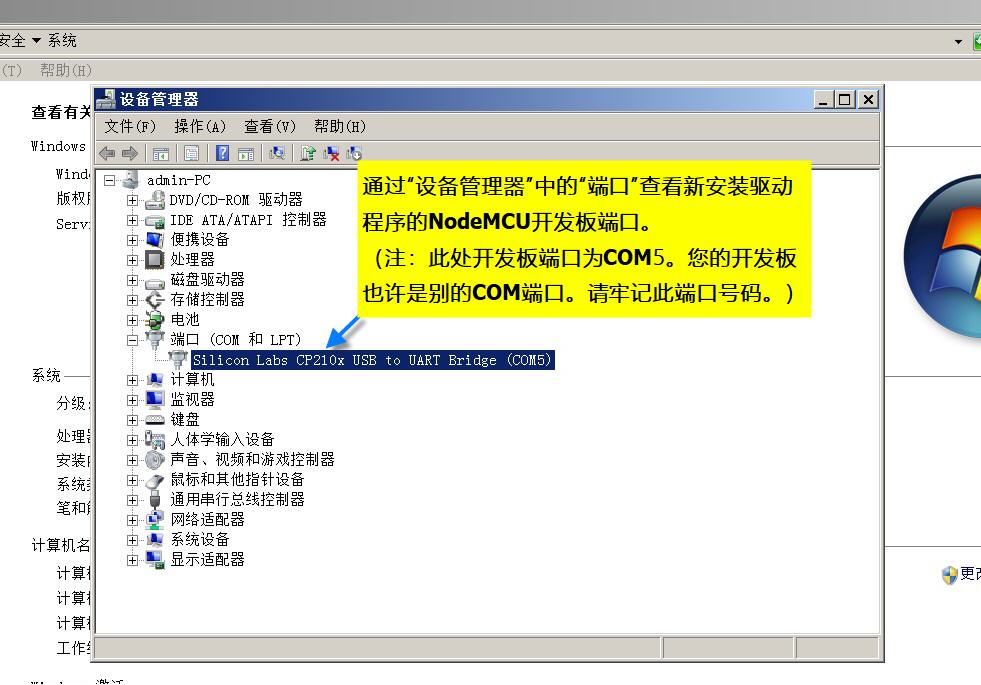 安全 系统
(T) 帮助(H)
查看有关
Windows
Wind
版权
Servi
系统
分级:
处理器
安装
系统
笔和
计算机名
计算
计算
计算
工作
更改
设备管理器
文件(F) 操作(A) 查看(V) 帮助(H)
admin-PC
DVD/CD-ROM 驱动器
IDE ATA/ATAPI 控制器
便携设备
处理器
磁盘驱动器
存储控制器
电池
端口 (COM 和 LPT)
Silicon Labs CP210x USB to UART Bridge (COM5)
计算机
监视器
键盘
人体学输入设备
声音、视频和游戏控制器
鼠标和其他指针设备
通用串行总线控制器
网络适配器
系统设备
显示适配器
通过“设备管理器”中的“端口”查看新安装驱动
程序的NodeMCU开发板端口。
（注：此处开发板端口为COM5。您的开发板
也许是别的COM端口。请牢记此端口号码。）